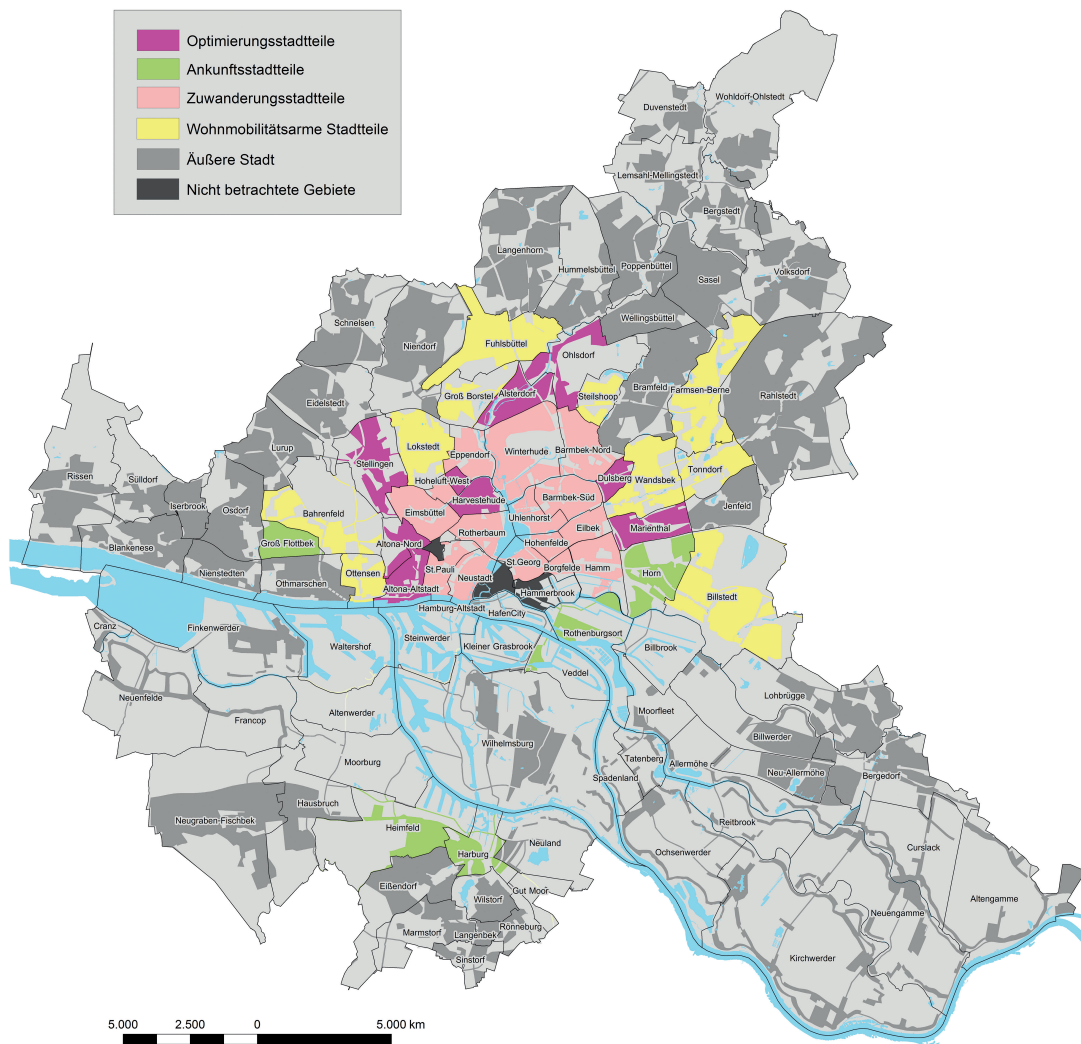 Optimierungsstadtteile
Ankunftsstadtteile
Zuwanderungsstadtteile
Wohnmobilitätsarme Stadtteile
Äußere Stadt
Nicht betrachtete Gebiete
Wohldorf-Ohlstedt
Duvenstedt
Lemsahl-Mellingstedt
Bergstedt
Langenhorn
Hummelsbüttel
Poppenbüttel
Sasel
Volksdorf
Schnelsen
Niendorf
Wellingsbüttel
Fuhlsbüttel
Ohlsdorf
Bramfeld
Farmsen-Berne
Rahlstedt
Groß Borstel
Alsterdorf
Steilshoop
Eidelstedt
Lokstedt
Lurup
Stellingen
Eppendorf
Winterhude
Barmbek-Nord
Tonndorf
Rissen
Sülldorf
Iserbrook
Osdorf
Hoheluft-West
Dulsberg
Wandsbek
Bahrenfeld
Harvestehude
Barmbek-Süd
Jenfeld
Eimsbüttel
Uhlenhorst
Eilbek
Marienthal
Blankenese
Groß Flottbek
Altona-Nord
Rotherbaum
Hohenfelde
Nienstedten
Othmarschen
Ottensen
St.Pauli
St.Georg
Borgfelde
Hamm
Horn
Neustadt
Altona-Altstadt
Hammerbrook
Billstedt
Hamburg-Altstadt
HafenCity
Cranz
Finkenwerder
Waltershof
Steinwerder
Kleiner Grasbrook
Rothenburgsort
Billbrook
Veddel
Neuenfelde
Francop
Altenwerder
Lohbrügge
Moorfleet
Billwerder
Wilhelmsburg
Moorburg
Tatenberg
Allermöhe
Neu-Allermöhe
Bergedorf
Spadenland
Hausbruch
Neugraben-Fischbek
Heimfeld
Reitbrook
Harburg
Neuland
Ochsenwerder
Curslack
Eißendorf
Gut Moor
Wilstorf
Altengamme
Neuengamme
Rönneburg
Marmstorf
Langenbek
Sinstorf
Kirchwerder
5.000 2.500 0 5.000 km